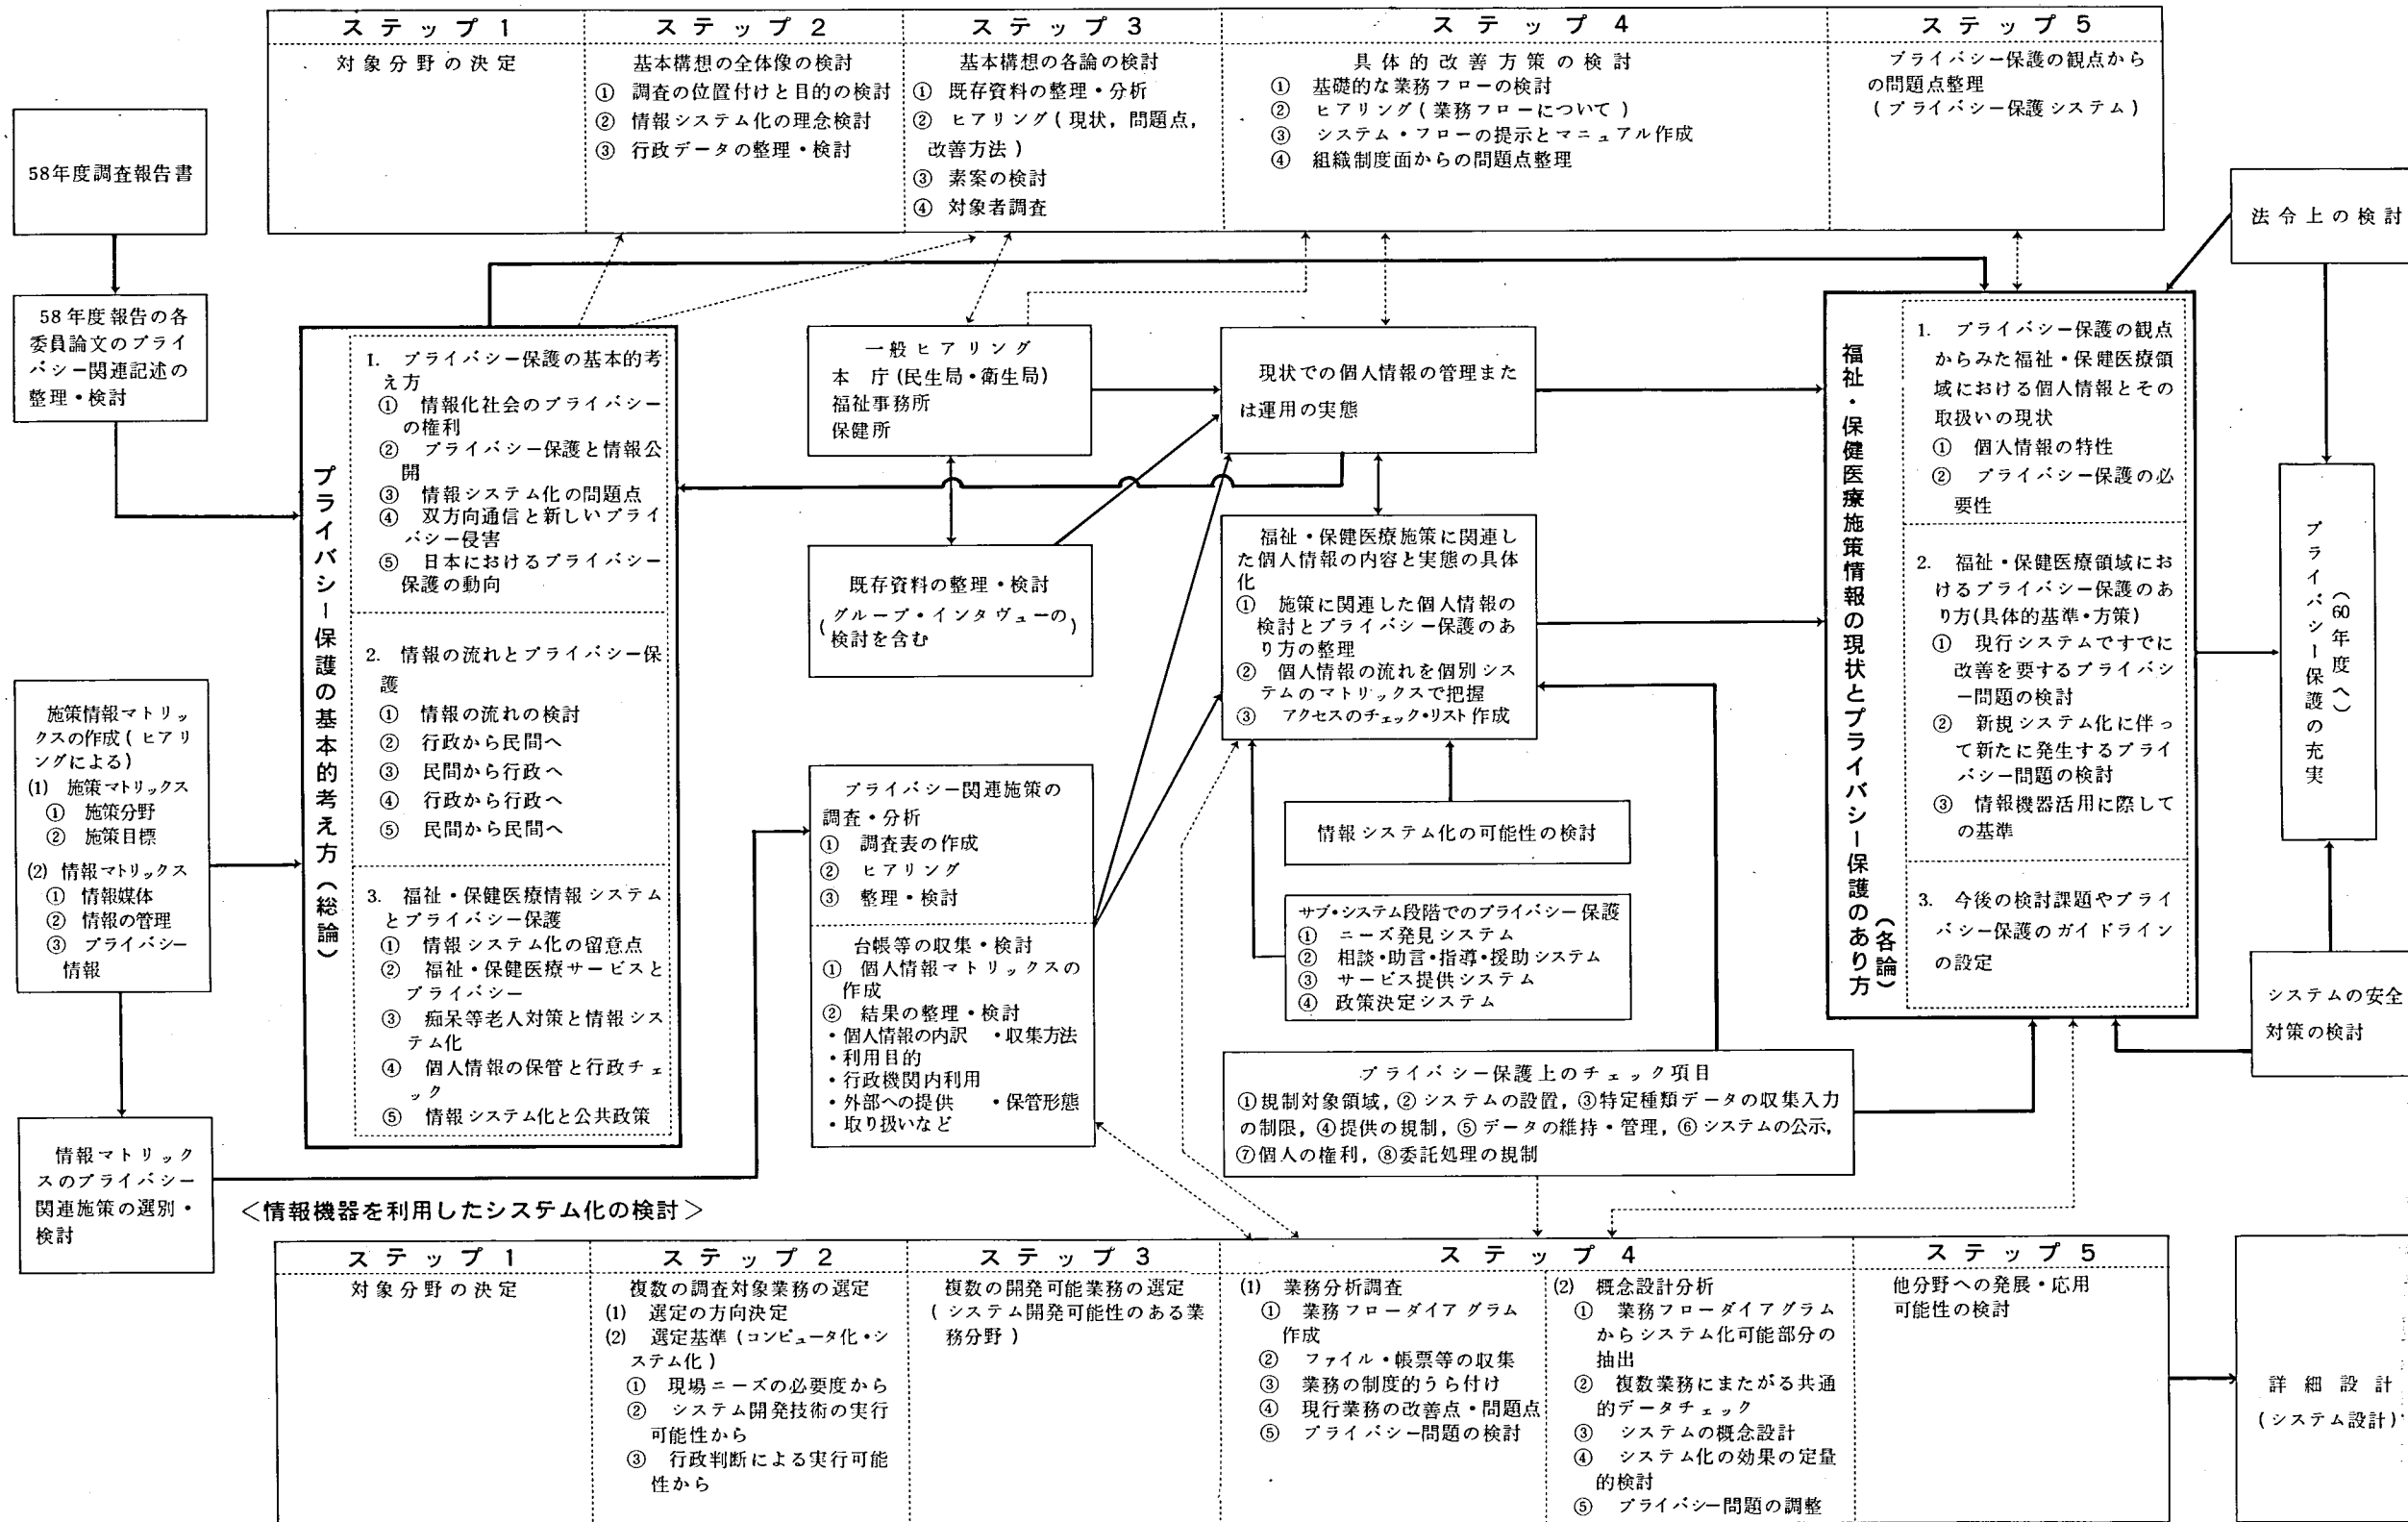 ステップ1
対象分野の決定
ステップ2
基本構想の全体像の検討
① 調査の位置付けと目的の検討
② 情報システム化の理念検討
③ 行政データの整理・検討
ステップ3
基本構想の各論の検討
① 既存資料の整理・分析
② ヒアリング(現状,問題点,
改善方法)
③ 素案の検討
④ 対象者調査
ステップ4
具体的改善方策の検討
① 基礎的な業務フローの検討
② ヒアリング(業務フローについて)
③ システム・フローの提示とマニュアル作成
④ 組織制度面からの問題点整理
ステップ5
プライバシー保護の観点から
の問題点整理
(プライバシー保護システム)
58年度調査報告書
58年度報告の各
委員論文のプライ
バシー関連記述の
整理・検討
施策情報マトリッ
クスの作成(ヒアリ
ングによる)
(1) 施策マトリックス
① 施策分野
② 施策目標
(2) 情報マトリックス
① 情報媒体
② 情報の管理
③ プライバシー
情報
情報マトリック
スのプライバシー
関連施策の選別・
検討
プライバシー保護の基本的考え方(総論)
1. プライバシー保護の基本的考
え方
① 情報化社会のプライバシー
の権利
② プライバシー保護と情報公
開
③ 情報システム化の問題点
④ 双方向通信と新しいプライ
バシー侵害
⑤ 日本におけるプライバシー
保護の動向
2. 情報の流れとプライバシー保
護
① 情報の流れの検討
② 行政から民間へ
③ 民間から行政へ
④ 行政から行政へ
⑤ 民間から民間へ
3. 福祉・保健医療情報システム
とプライバシー保護
① 情報システム化の留意点
② 福祉・保健医療サービスと
プライバシー
③ 痴呆等老人対策と情報シス
テム化
④ 個人情報の保管と行政チェ
ック
⑤ 情報システム化と公共政策
一般ヒアリング
本 庁(民生局・衛生局)
福祉事務所
保健所
既存資料の整理・検討
(グループ・インタヴューの
検討を含む)
プライバシー関連施策の
調査・分析
① 調査表の作成
② ヒアリング
③ 整理・検討
台帳等の収集・検討
① 個人情報マトリックスの
作成
② 結果の整理・検討
・個人情報の内訳 ・収集方法
・利用目的
・行政機関内利用
・外部への提供 ・保管形態
・取り扱いなど
現状での個人情報の管理また
は運用の実態
福祉・保健医療施策に関連し
た個人情報の内容と実態の具体
化
① 施策に関連した個人情報の
検討とプライバシー保護のあ
り方の整理
② 個人情報の流れを個別シス
テムのマトリックスで把握
③ アクセスのチェック・リスト作成
情報システム化の可能性の検討
サブ・システム段階でのプライバシー保護
① ニーズ発見システム
② 相談・助言・指導・援助システム
③ サービス提供システム
④ 政策決定システム
プライバシー保護上のチェック項目
①規制対象領域,②システムの設置,③特定種類データの収集入力
の制限,④提供の規制,⑤データの維持・管理,⑥システムの公示,
⑦個人の権利,⑧委託処理の規制
福祉・保健医療施策情報の現状とプライバシー保護のあり方
(各論)
1. プライバシー保護の観点
からみた福祉・保健医療領
域における個人情報とその
取扱いの現状
① 個人情報の特性
② プライバシー保護の必
要性
2. 福祉・保健医療領域にお
けるプライバシー保護のあ
り方(具体的基準・方策)
① 現行システムですでに
改善を要するプライバシ
ー問題の検討
② 新規システム化に伴っ
て新たに発生するプライ
バシー問題の検討
③ 情報機器活用に際して
の基準
3. 今後の検討課題やプライ
バシー保護のガイドライン
の設定
法令上の検討
(60年度へ)
プライバシー保護の充実
システムの安全
対策の検討
<情報機器を利用したシステム化の検討>
ステップ1
対象分野の決定
ステップ2
複数の調査対象業務の選定
(1) 選定の方向決定
(2) 選定基準(コンピュータ化・シ
ステム化)
① 現場ニーズの必要度から
② システム開発技術の実行
可能性から
③ 行政判断による実行可能
性から
ステップ3
複数の開発可能業務の選定
(システム開発可能性のある業
務分野)
ステップ4
(1) 業務分析調査
① 業務フローダイアグラム
作成
② ファイル・帳票等の収集
③ 業務の制度的うら付け
④ 現行業務の改善点・問題点
⑤ プライバシー問題の検討
(2) 概念設計分析
① 業務フローダイアグラム
からシステム化可能部分の
抽出
② 複数業務にまたがる共通
的データチェック
③ システムの概念設計
④ システム化の効果の定量
的検討
⑤ プライバシー問題の調整
ステップ5
他分野への発展・応用
可能性の検討
詳細設計
(システム設計)